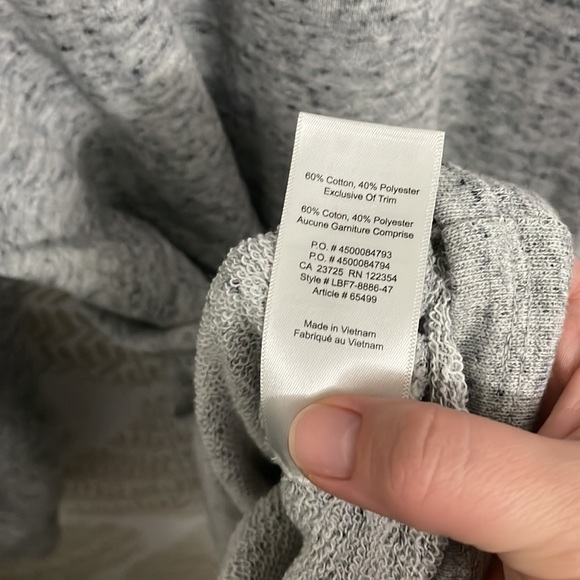 60% Cotton, 40% Polyester
Exclusive Of Trim
60% Coton, 40% Polyester
Aucune Garniture Comprise
P.O. # 4500084793
P.O. # 4500084794
CA 23725 RN 122354
Style # LBF7-8886-47
Article # 65499
Made in Vietnam
Fabriqué au Vietnam